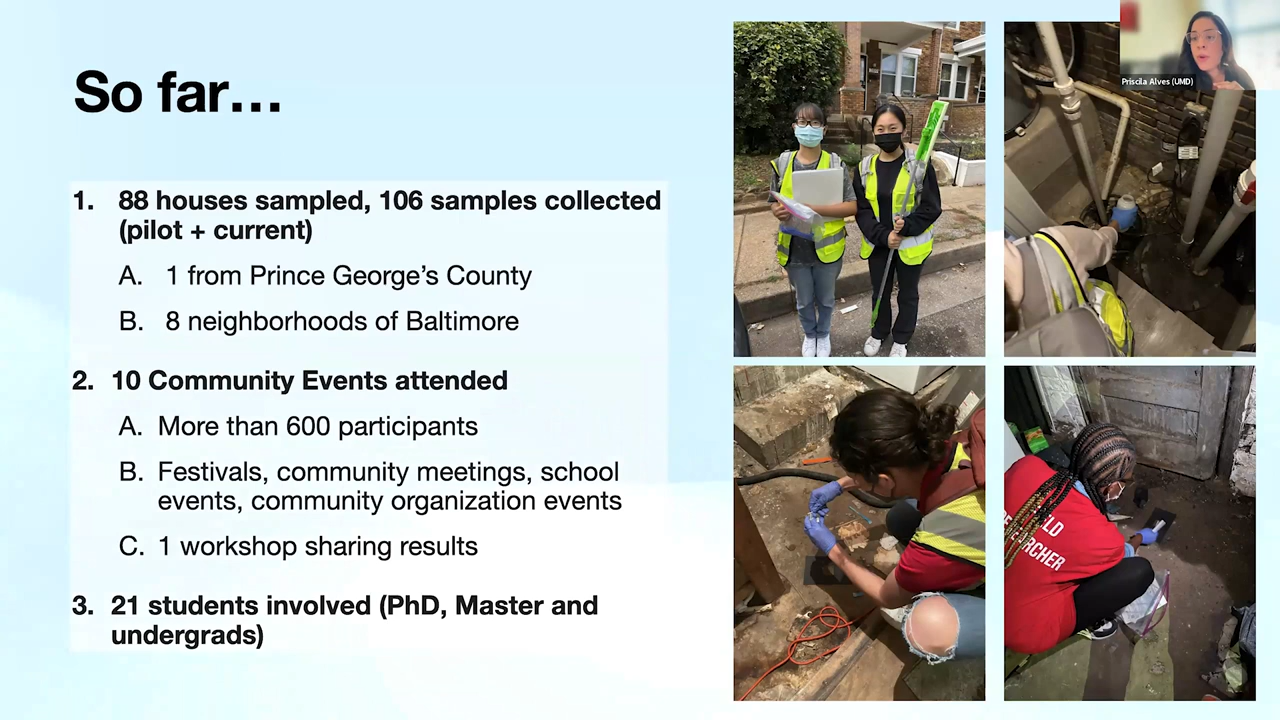 So far…
1. 88 houses sampled, 106 samples collected
(pilot + current)
A. 1 from Prince George’s County
B. 8 neighborhoods of Baltimore
2. 10 Community Events attended
A. More than 600 participants
B. Festivals, community meetings, school
events, community organization events
C. 1 workshop sharing results
3. 21 students involved (PhD, Master and
undergrads)
Priscila Alves (UMD)